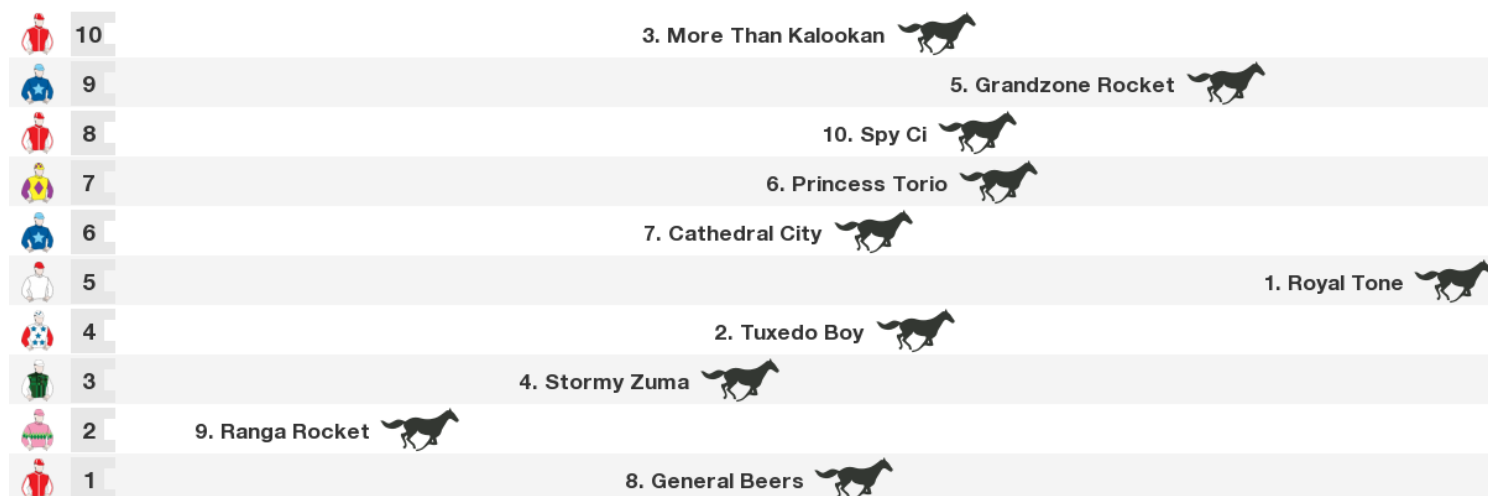 10 3. More Than Kalookan
9 5. Grandzone Rocket
8 10. Spy Ci
7 6. Princess Torio
6 7. Cathedral City
5 1. Royal Tone
4 2. Tuxedo Boy
3 4. Stormy Zuma
2 9. Ranga Rocket
1 8. General Beers